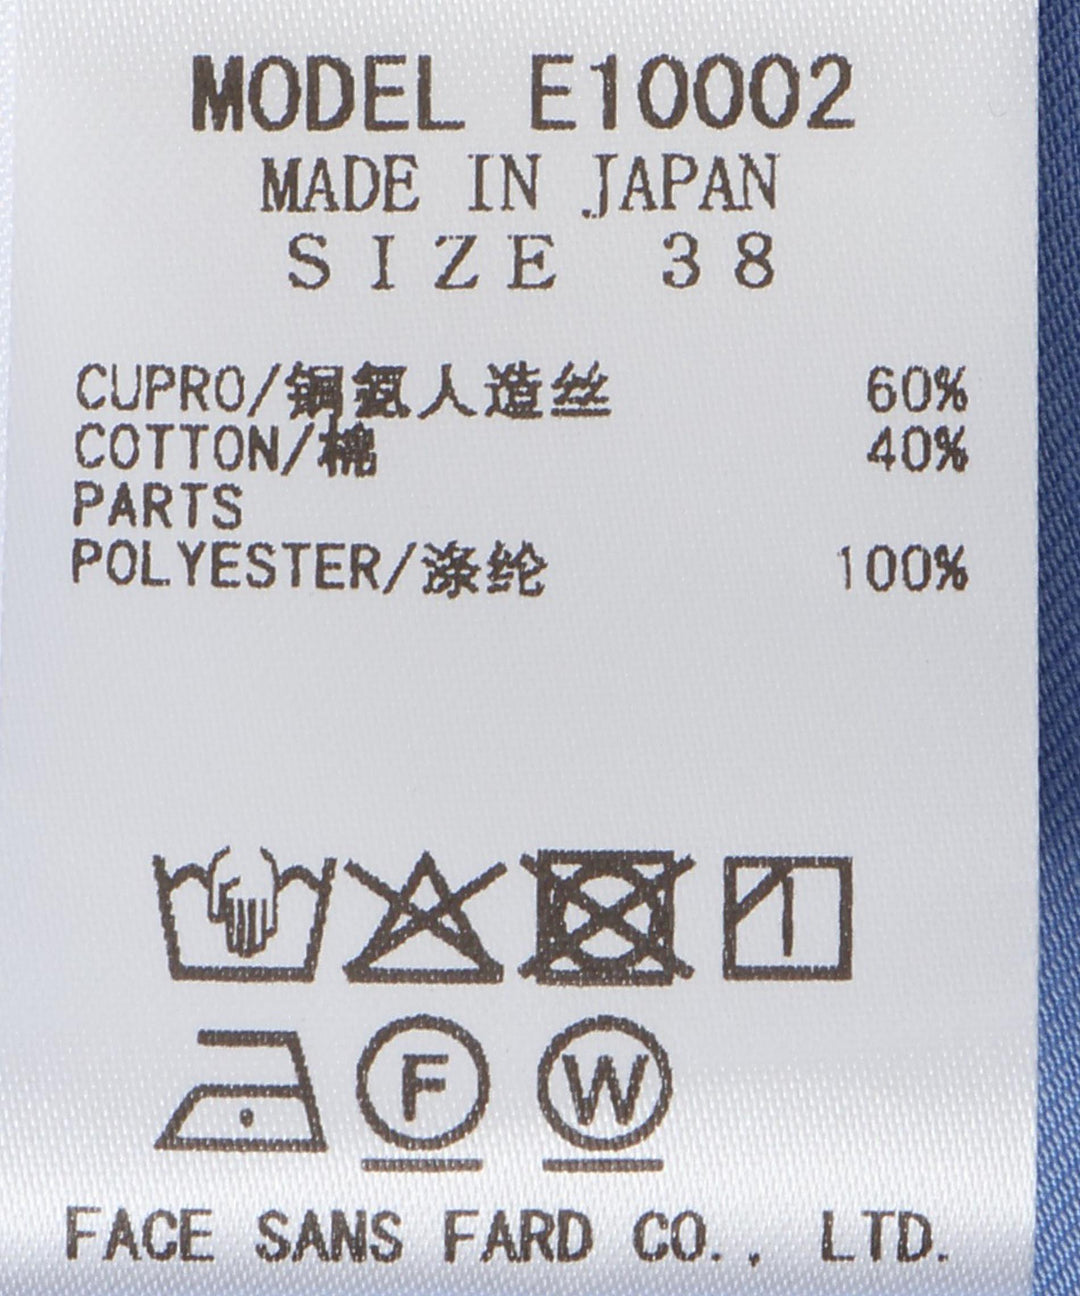 MODEL E10002
MADE IN JAPAN
SIZE 38
CUPRO/铜氨人造丝 60%
COTTON/棉 40%
PARTS
POLYESTER/涤纶 100%
F W
FACE SANS FARD CO., LTD.